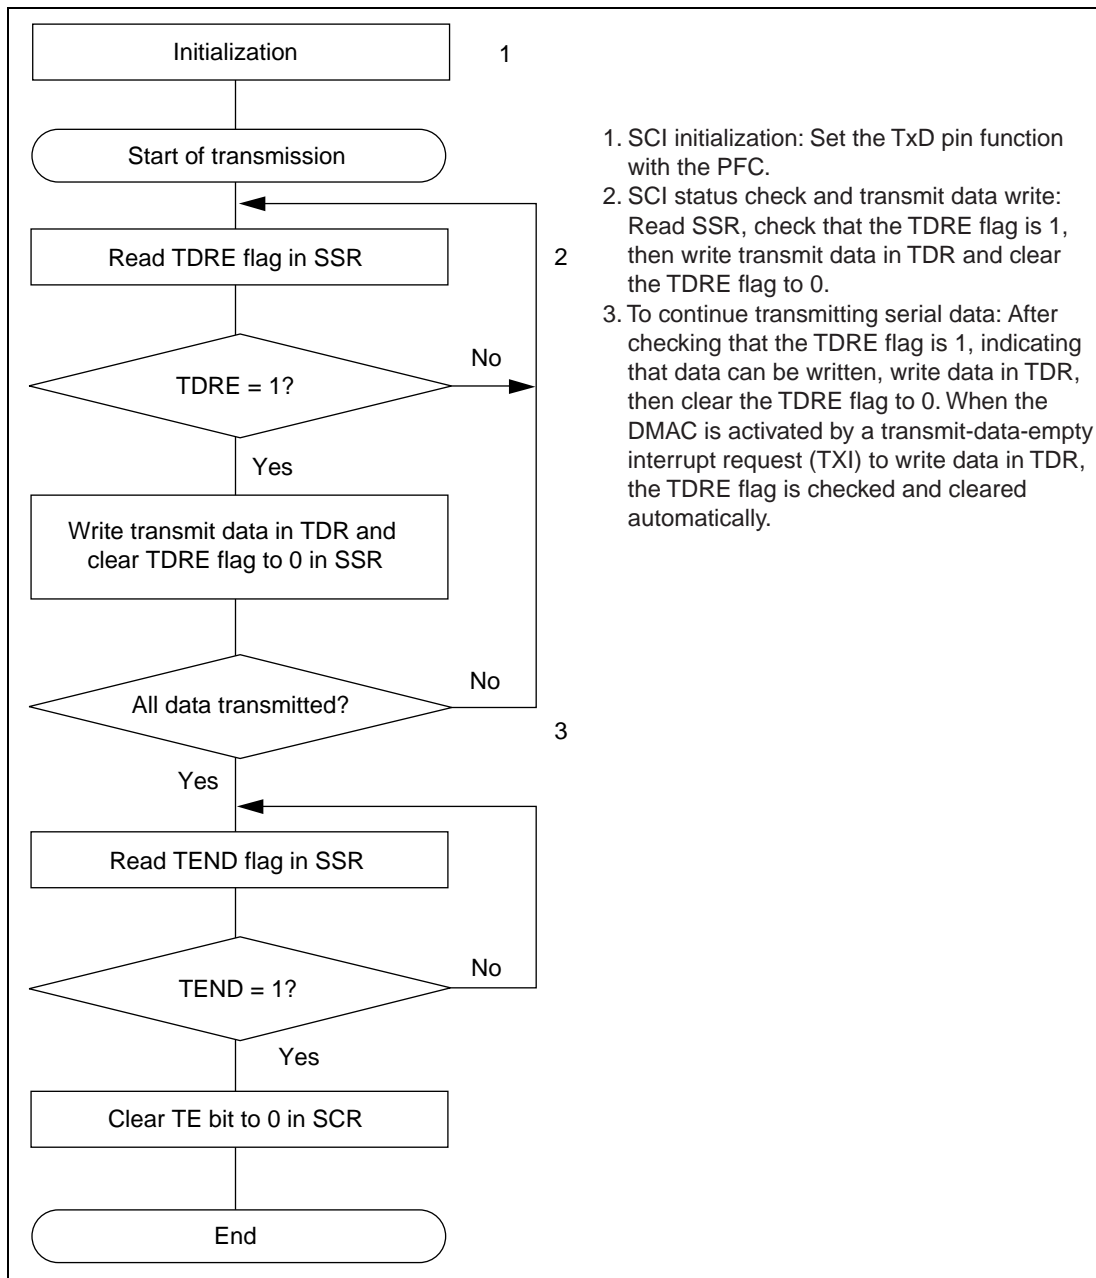 Initialization
1
Start of transmission
Read TDRE flag in SSR
2
TDRE = 1?
No
Yes
Write transmit data in TDR and
clear TDRE flag to 0 in SSR
All data transmitted?
No
3
Yes
Read TEND flag in SSR
TEND = 1?
No
Yes
Clear TE bit to 0 in SCR
End
1. SCI initialization: Set the TxD pin function
with the PFC.
2. SCI status check and transmit data write:
Read SSR, check that the TDRE flag is 1,
then write transmit data in TDR and clear
the TDRE flag to 0.
3. To continue transmitting serial data: After
checking that the TDRE flag is 1, indicating
that data can be written, write data in TDR,
then clear the TDRE flag to 0. When the
DMAC is activated by a transmit-data-empty
interrupt request (TXI) to write data in TDR,
the TDRE flag is checked and cleared
automatically.